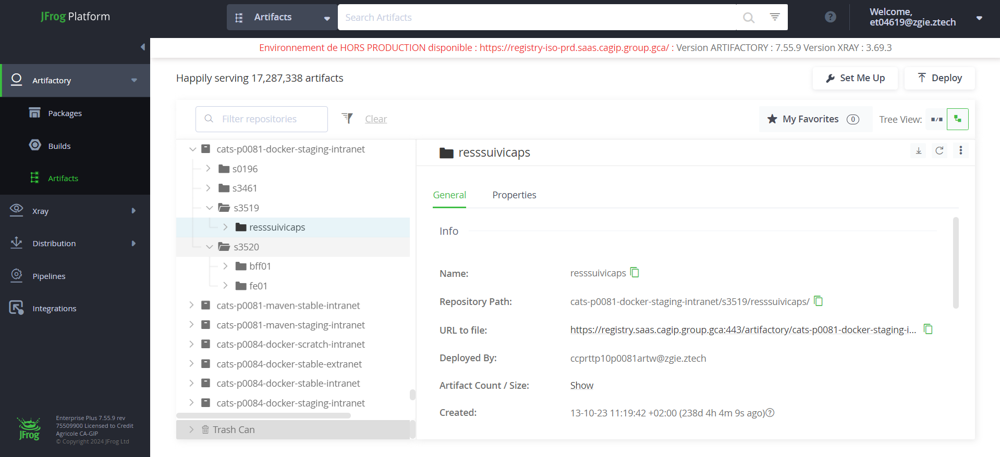 JFrog Platform
Artifacts
Search Artifacts
?
Welcome,
et04619@zgie.ztech
Environnement de HORS PRODUCTION disponible : https://registry-iso-prd.saas.cagip.group.gca/ : Version ARTIFACTORY : 7.55.9 Version XRAY : 3.69.3
Artifactory
Packages
Builds
Artifacts
Xray
Distribution
Pipelines
Integrations
JFrog
Enterprise Plus 7.55.9 rev
75509900 Licensed to Credit
Agricole CA-GIP
© Copyright 2024 JFrog Ltd
Happily serving 17,287,338 artifacts
Set Me Up
Deploy
Filter repositories
Clear
My Favorites 0
Tree View:
cats-p0081-docker-staging-intranet
s0196
s3461
s3519
resssuivicaps
s3520
bff01
fe01
cats-p0081-maven-stable-intranet
cats-p0081-maven-staging-intranet
cats-p0084-docker-scratch-intranet
cats-p0084-docker-stable-extranet
cats-p0084-docker-stable-intranet
cats-p0084-docker-staging-intranet
Trash Can
resssuivicaps
General
Properties
Info
Name: resssuivicaps
Repository Path: cats-p0081-docker-staging-intranet/s3519/resssuivicaps/
URL to file: https://registry.saas.cagip.group.gca:443/artifactory/cats-p0081-docker-staging-i...
Deployed By: ccprttp10p0081artw@zgie.ztech
Artifact Count / Size: Show
Created: 13-10-23 11:19:42 +02:00 (238d 4h 4m 9s ago)?